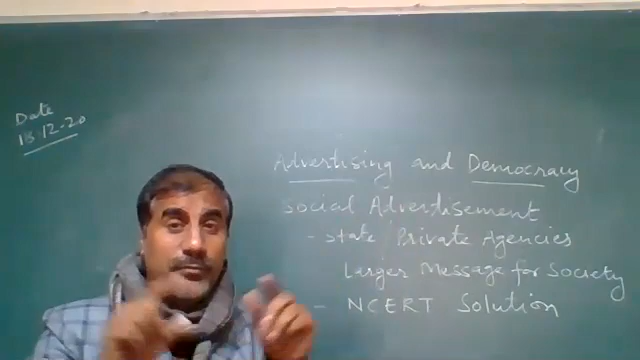 Date
18.12.20
Advertising and Democracy
Social Advertisement
- State / Private Agencies
Larger Message for Society
- NCERT Solution